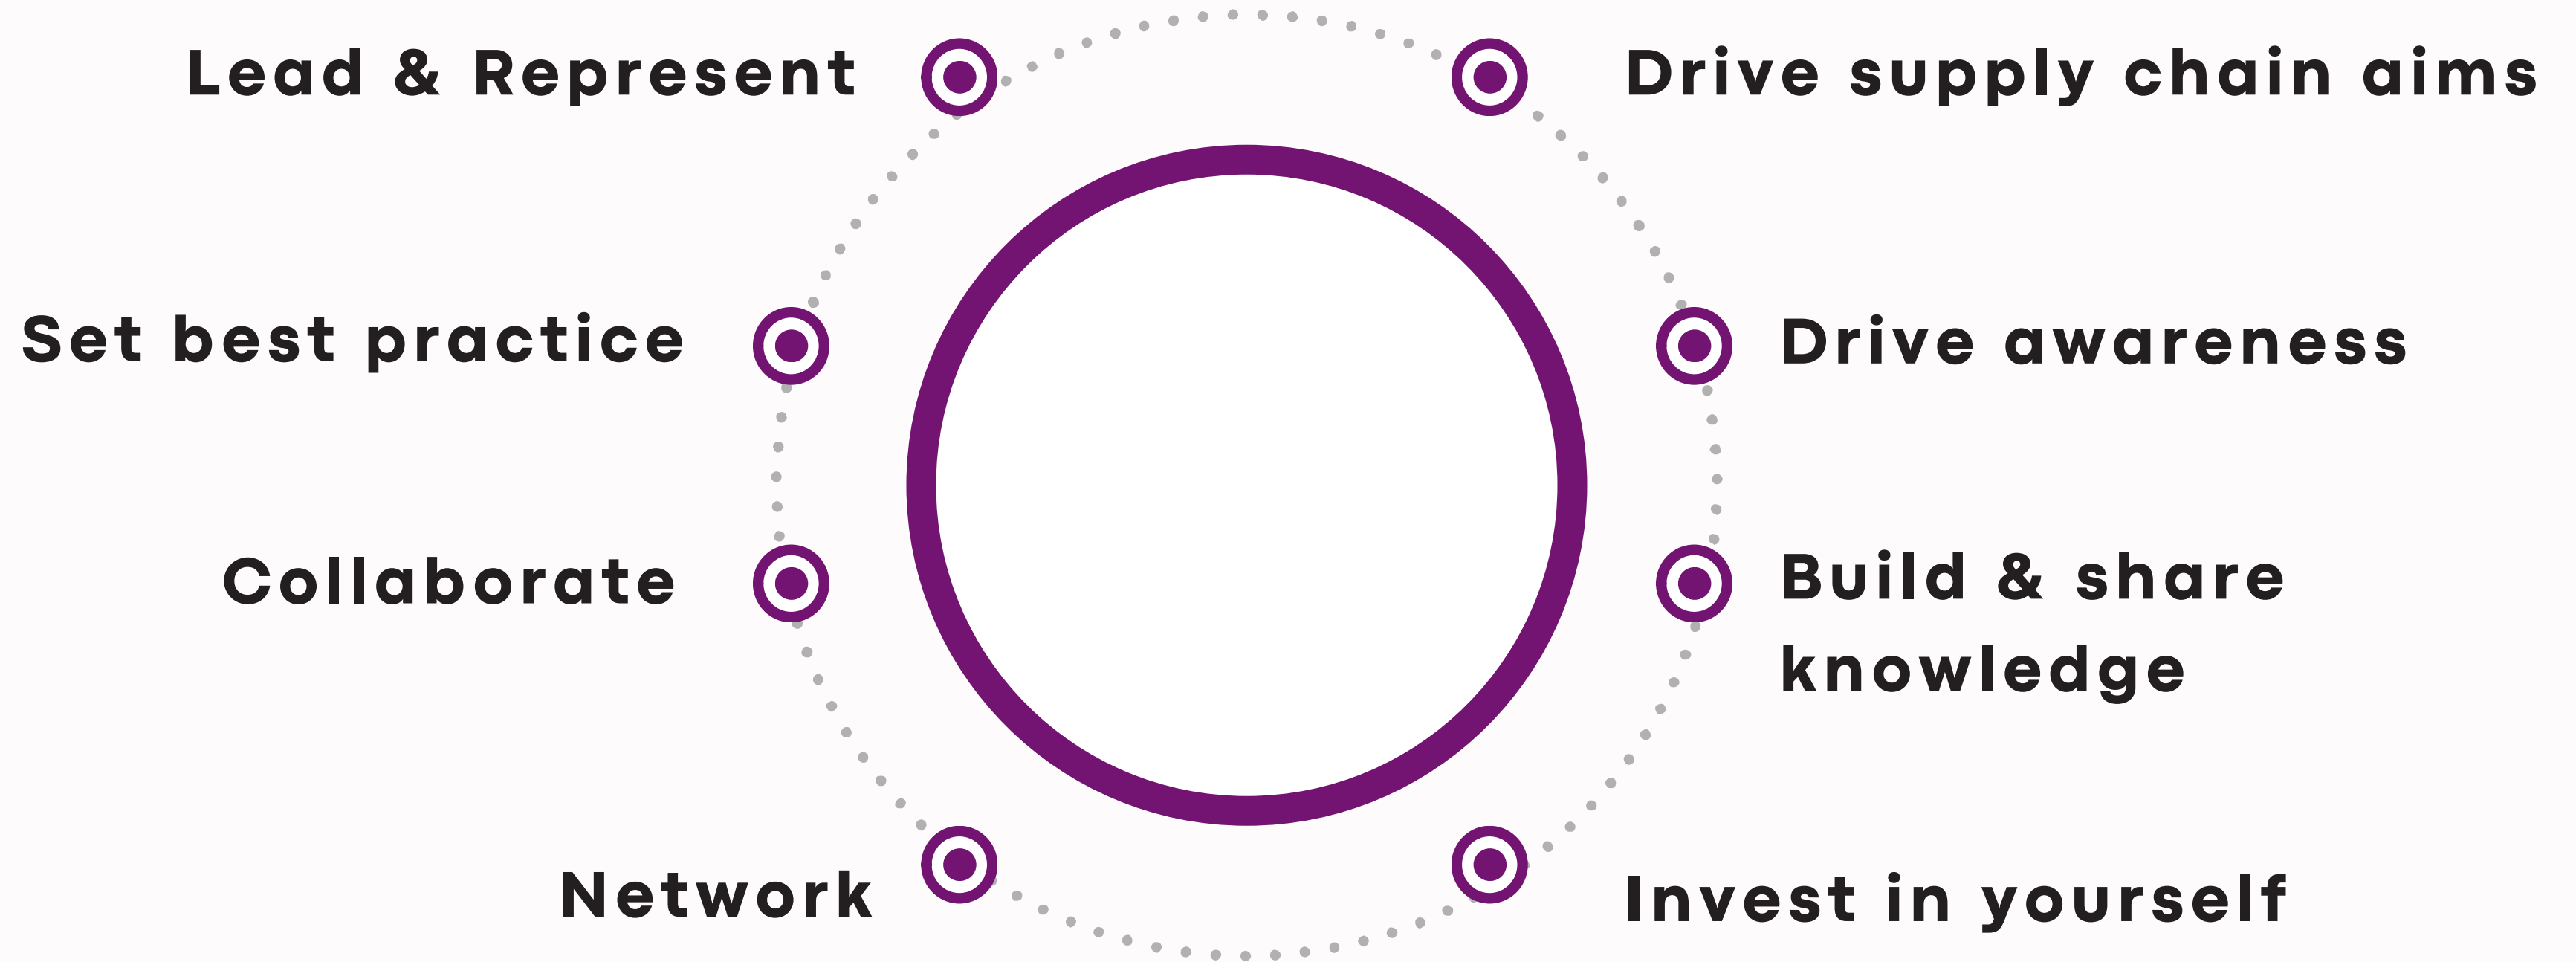 Lead & Represent
Drive supply chain aims
Set best practice
Drive awareness
Collaborate
Build & share
knowledge
Network
Invest in yourself